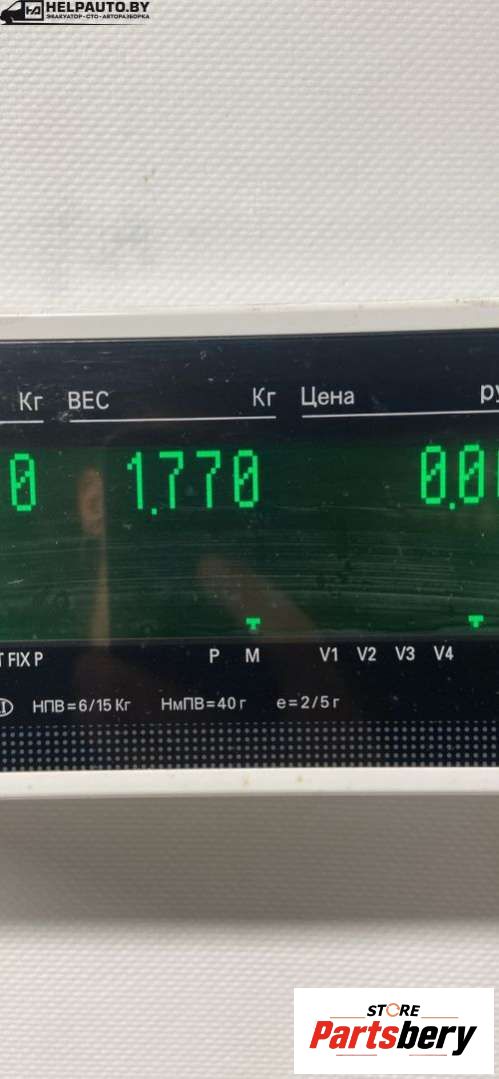 HELPAUTO.BY
ЭВАКУАТОР-СТО-АВТОРАЗБОРКА
Кг ВЕС Кг Цена
0 1.770 0.0
T FIX P P M V1 V2 V3 V4
НПВ=6/15 Кг НмПВ=40 г e=2/5 г
STORE
Partsbery